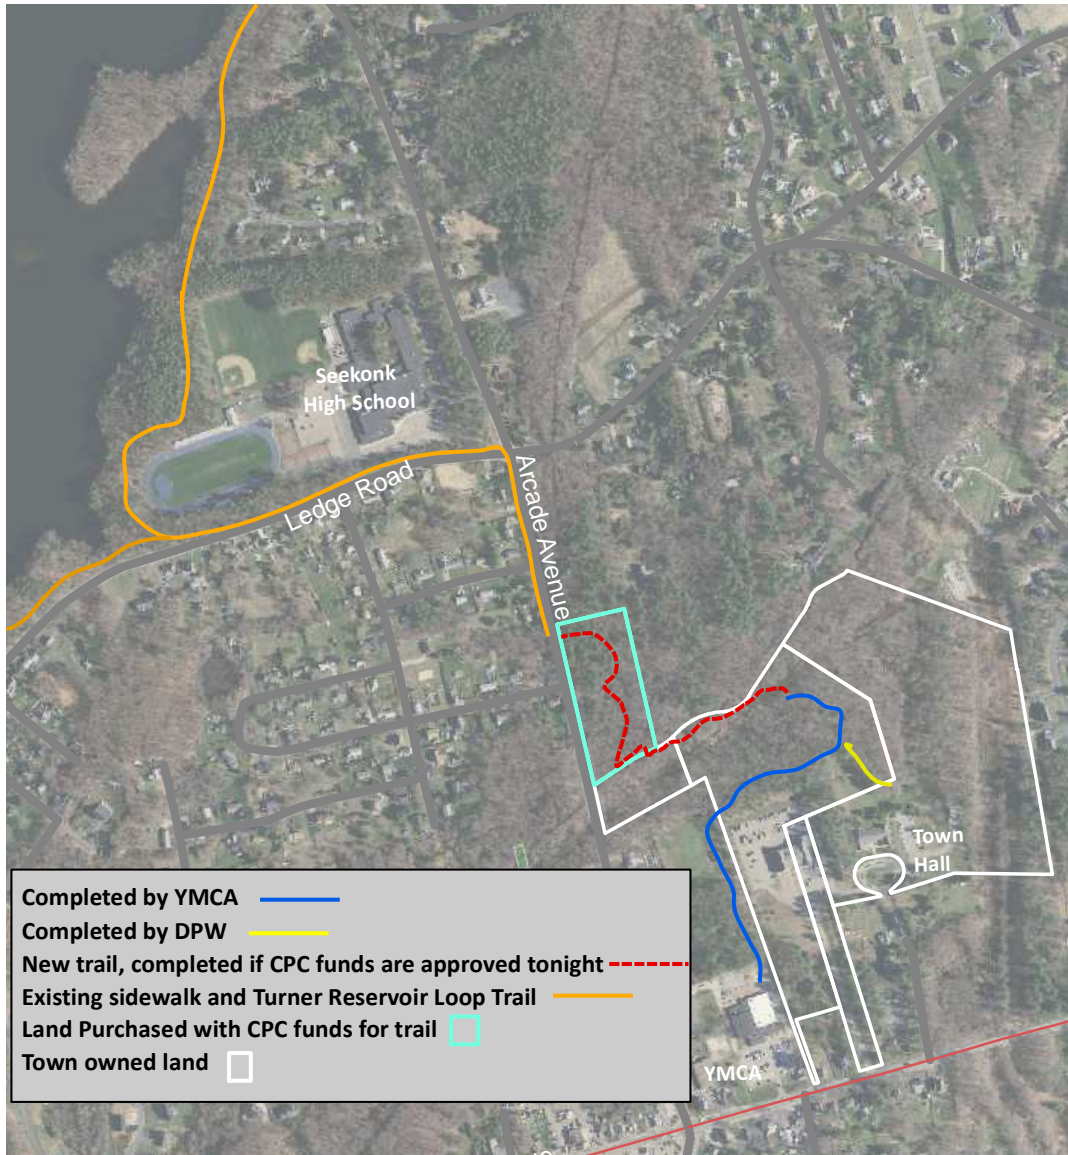 Seekonk
High School
Ledge Road
Arcade Avenue
Town
Hall
Completed by YMCA
Completed by DPW
New trail, completed if CPC funds are approved tonight
Existing sidewalk and Turner Reservoir Loop Trail
Land Purchased with CPC funds for trail
Town owned land
YMCA